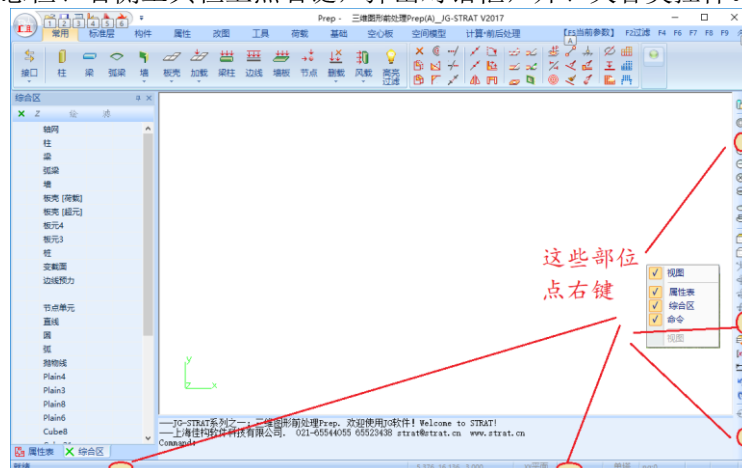 Prep - 三维图形前处理Prep(A)_JG-STRAT V2017
1 2 3 4 5 6
常用 标准层 构件 属性 改图 工具 荷载 基础 空心板 空间模型 计算-前后处理 【F5当前参数】 F2过滤 F4 F6 F7 F8 F9
A
接口 柱 梁 弧梁 墙 板壳 加载 梁柱 边线 墙板 节点 删载 风载 高亮
过滤
综合区
X Z
轴网
柱
梁
弧梁
墙
板壳 [荷载]
板壳 [超元]
板元4
板元3
桩
变截面
边线预力
节点单元
直线
圆
弧
抛物线
Plain4
Plain3
Plain8
Plain6
Cube8
属性表 综合区
这些部位
点右键
视图
属性表
综合区
命令
视图
y
x
——JG-STRAT系列之一：三维图形前处理Prep. 欢迎使用JG软件! Welcome to STRAT!
——上海佳构软件科技有限公司. 021-65544055 65523438 strat@strat.cn www.strat.cn
Command: